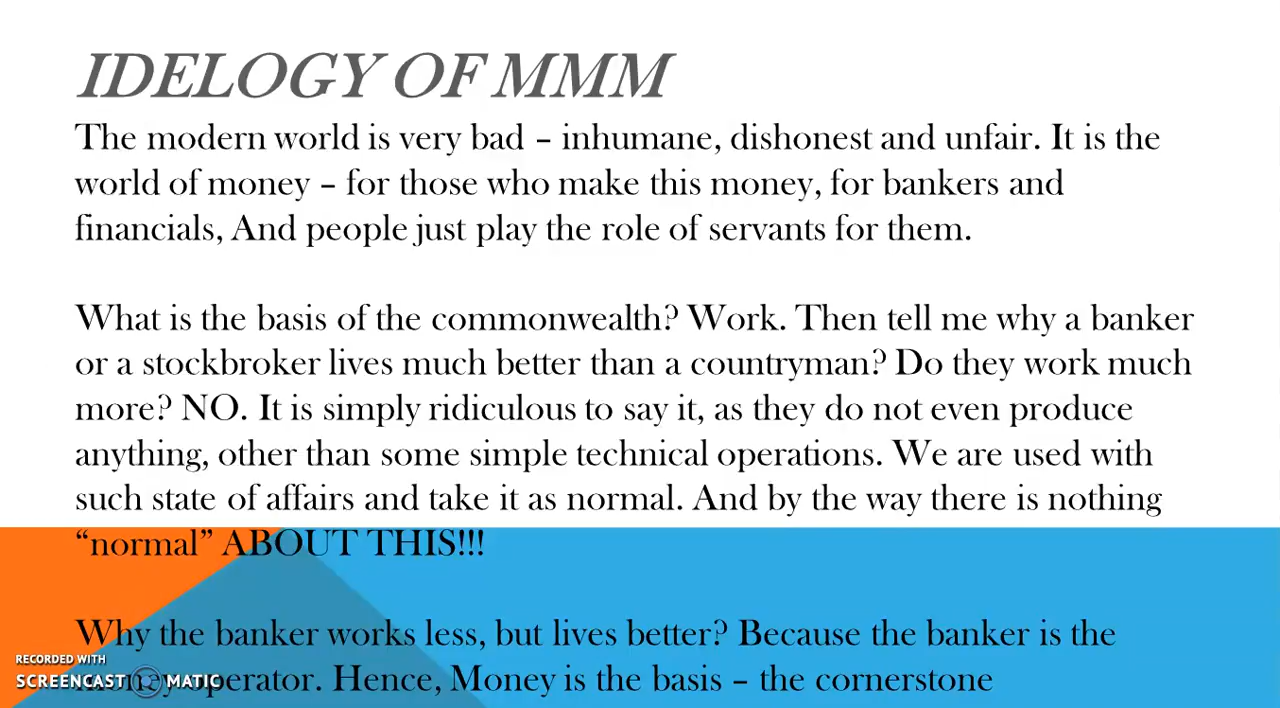 IDELOGY OF MMM
The modern world is very bad – inhumane, dishonest and unfair. It is the
world of money – for those who make this money, for bankers and
financials, And people just play the role of servants for them.
What is the basis of the commonwealth? Work. Then tell me why a banker
or a stockbroker lives much better than a countryman? Do they work much
more? NO. It is simply ridiculous to say it, as they do not even produce
anything, other than some simple technical operations. We are used with
such state of affairs and take it as normal. And by the way there is nothing
“normal” ABOUT THIS!!!
Why the banker works less, but lives better? Because the banker is the
operator. Hence, Money is the basis – the cornerstone
RECORDED WITH
SCREENCAST MATIC